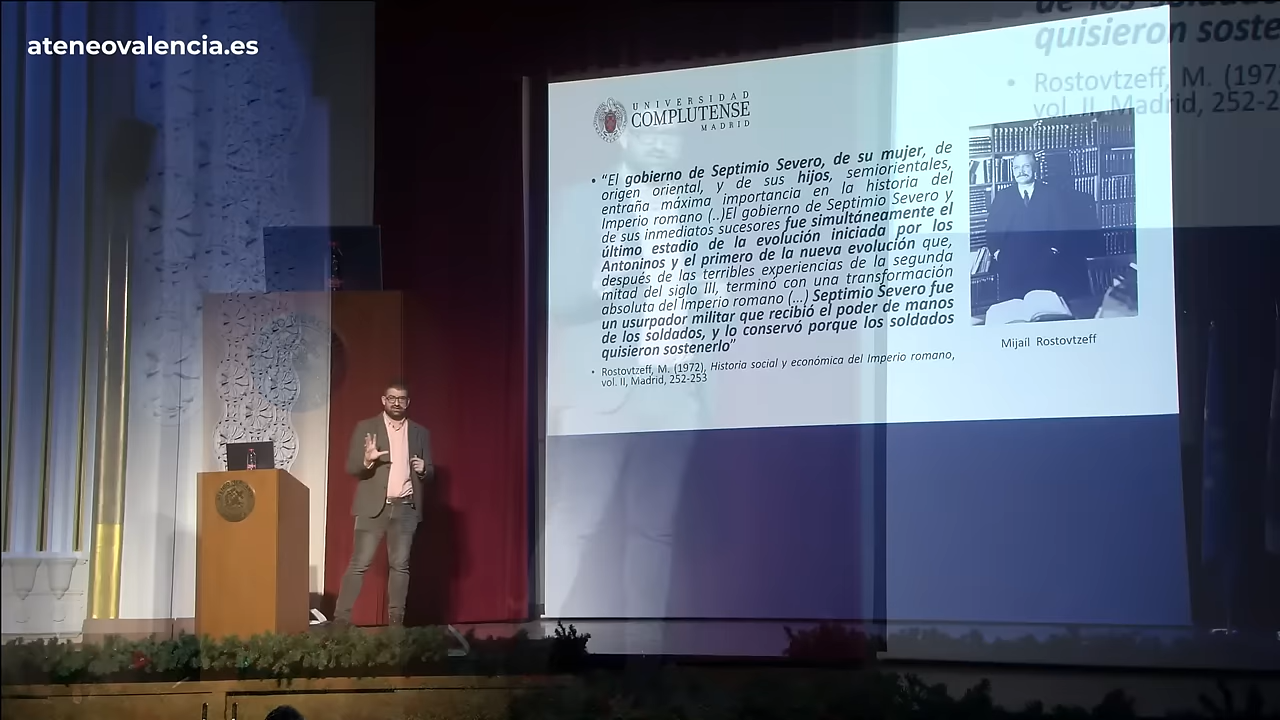 ateneovalencia.es
de los soldado
quisieron soste
• Rostovtzeff, M. (197
vol. II, Madrid, 252-2
UNIVERSIDAD
COMPLUTENSE
MADRID
• “El gobierno de Septimio Severo, de su mujer, de
origen oriental, y de sus hijos, semiorientales,
entraña máxima importancia en la historia del
Imperio romano (..)El gobierno de Septimio Severo y
de sus inmediatos sucesores fue simultáneamente el
último estadio de la evolución iniciada por los
Antoninos y el primero de la nueva evolución que,
después de las terribles experiencias de la segunda
mitad del siglo III, terminó con una transformación
absoluta del Imperio romano (...) Septimio Severo fue
un usurpador militar que recibió el poder de manos
de los soldados, y lo conservó porque los soldados
quisieron sostenerlo”
• Rostovtzeff, M. (1972), Historia social y económica del Imperio romano,
vol. II, Madrid, 252-253
Mijaíl Rostovtzeff